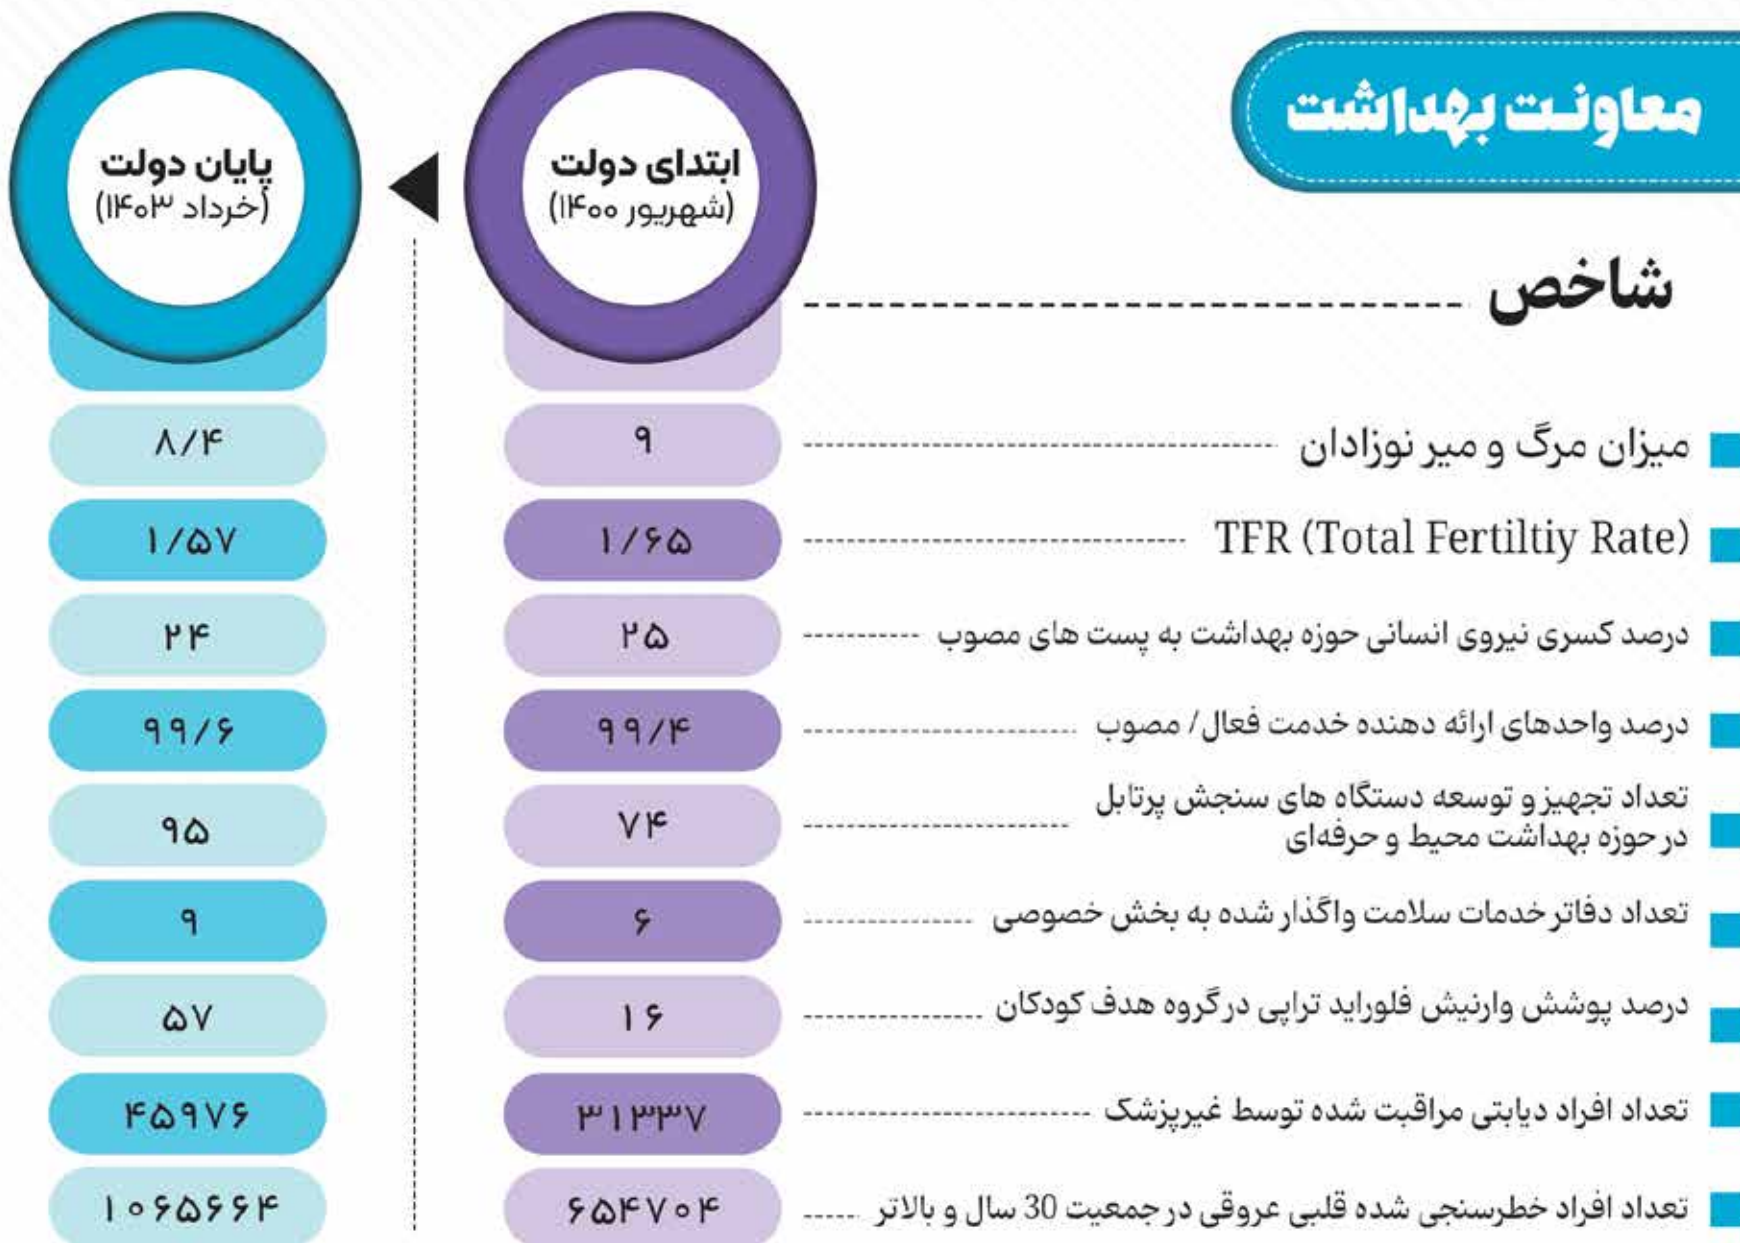 معاونت بهداشت
ابتدای دولت
(شهریور ۱۴۰۰)
پایان دولت
(خرداد ۱۴۰۳)
شاخص
میزان مرگ و میر نوزادان ۹ ۸/۴
TFR (Total Fertiltiy Rate) ۱/۶۵ ۱/۵۷
درصد کسری نیروی انسانی حوزه بهداشت به پست های مصوب ۲۵ ۲۴
درصد واحدهای ارائه دهنده خدمت فعال/ مصوب ۹۹/۴ ۹۹/۶
تعداد تجهیز و توسعه دستگاه های سنجش پرتابل
در حوزه بهداشت محیط و حرفه‌ای ۷۴ ۹۵
تعداد دفاتر خدمات سلامت واگذار شده به بخش خصوصی ۶ ۹
درصد پوشش وارنیش فلوراید تراپی در گروه هدف کودکان ۱۶ ۵۷
تعداد افراد دیابتی مراقبت شده توسط غیرپزشک ۳۱۳۳۷ ۴۵۹۷۶
تعداد افراد خطرسنجی شده قلبی عروقی در جمعیت 30 سال و بالاتر ۶۵۴۷۰۴ ۱۰۶۵۶۶۴